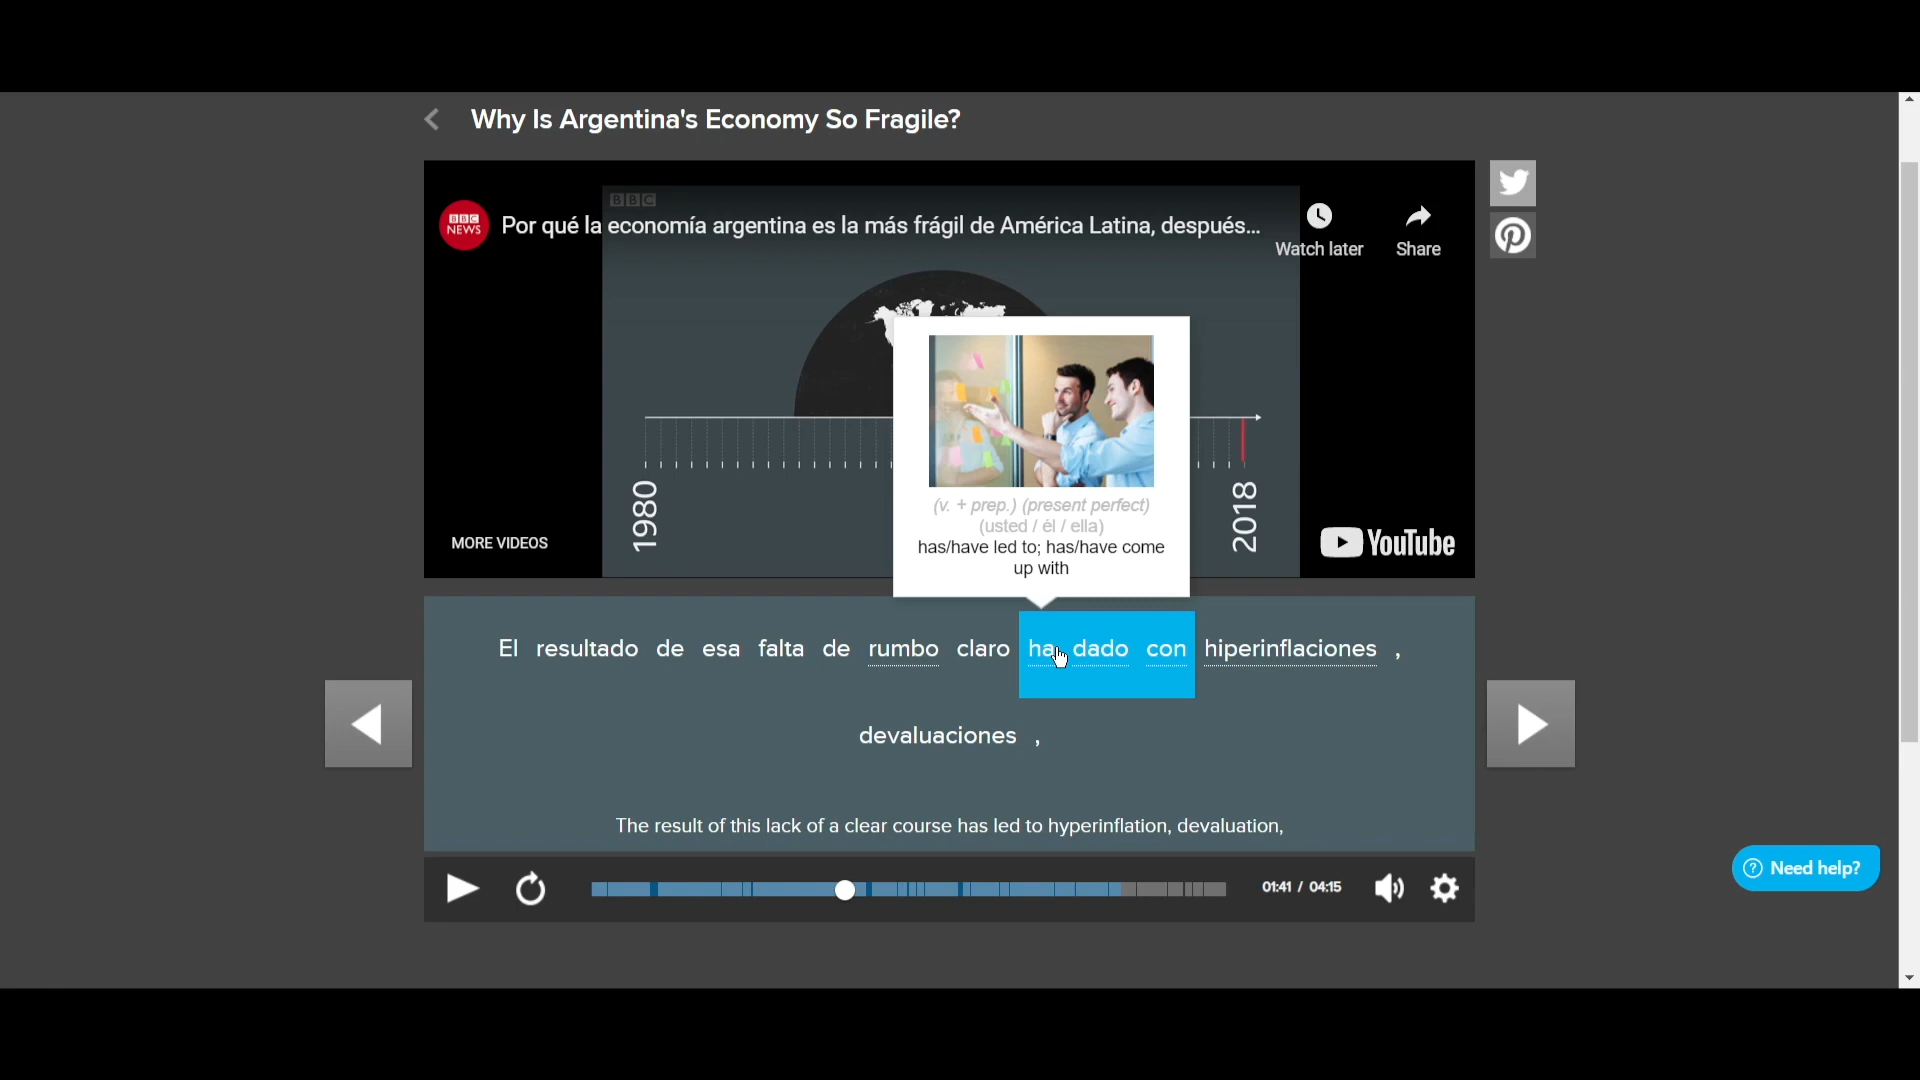 Why Is Argentina's Economy So Fragile?
BBC
BBC
NEWS
Por qué la economía argentina es la más frágil de América Latina, después...
Watch later
Share
1980
2018
MORE VIDEOS
YouTube
(v. + prep.) (present perfect)
(usted / él / ella)
has/have led to; has/have come
up with
El resultado de esa falta de rumbo claro ha dado con hiperinflaciones ,
devaluaciones ,
The result of this lack of a clear course has led to hyperinflation, devaluation,
01:41 / 04:15
? Need help?